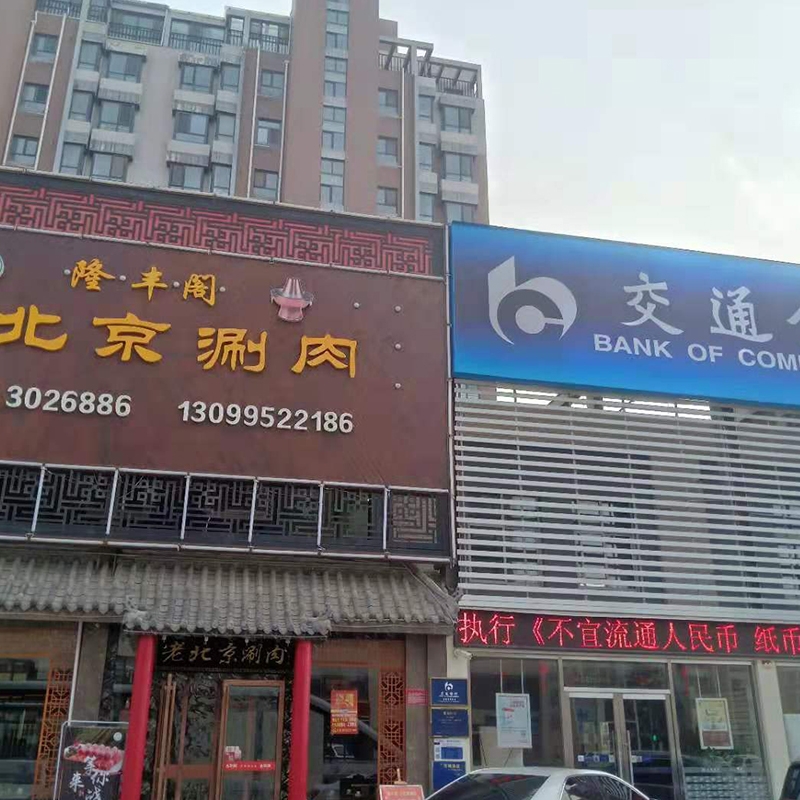 隆·丰·阁
北京涮肉
3026886 13099522186
交通
BANK OF COMM
执行《不宜流通人民币 纸币
老北京涮肉